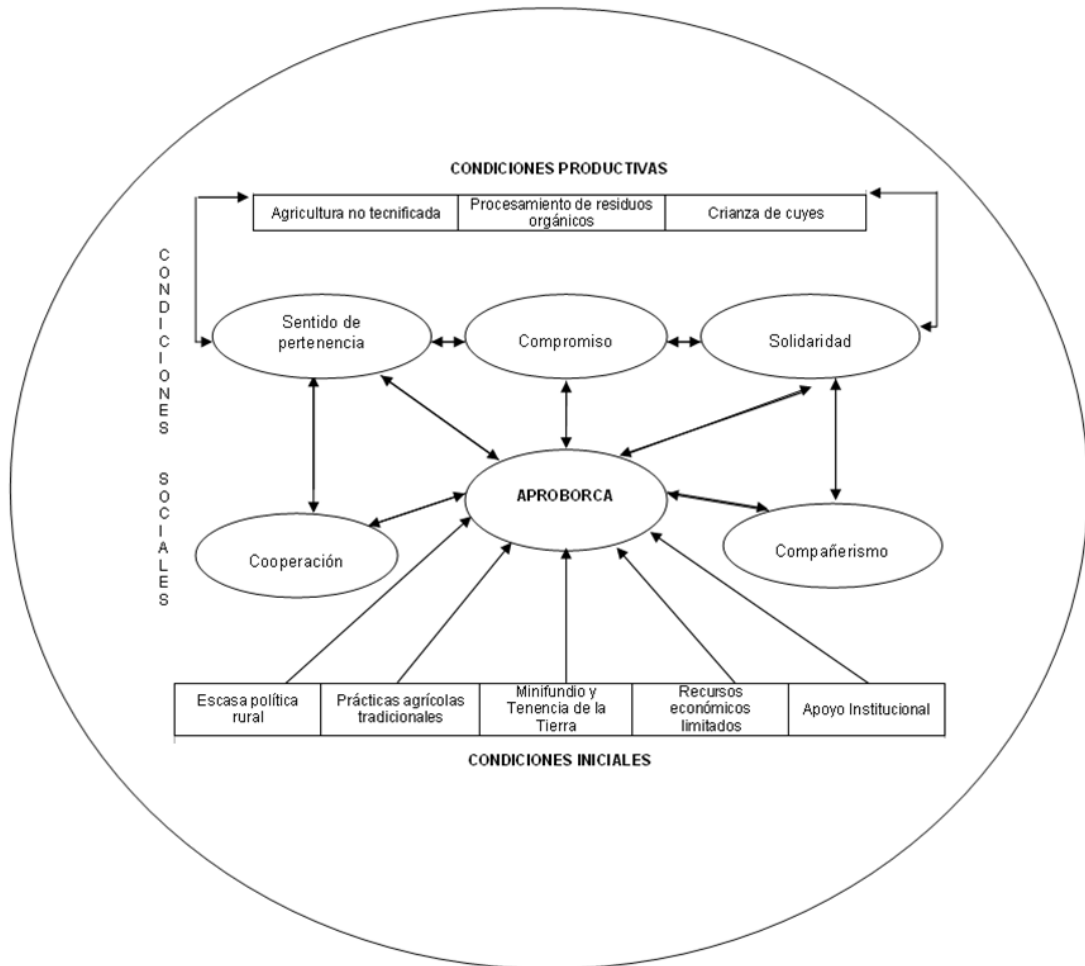 CONDICIONES PRODUCTIVAS
Agricultura no tecnificada
Procesamiento de residuos
orgánicos
Crianza de cuyes
CONDICIONES SOCIALES
Sentido de
pertenencia
Compromiso
Solidaridad
APROBORCA
Cooperación
Compañerismo
Escasa política
rural
Prácticas agrícolas
tradicionales
Minifundio y
Tenencia de la
Tierra
Recursos
económicos
limitados
Apoyo Institucional
CONDICIONES INICIALES